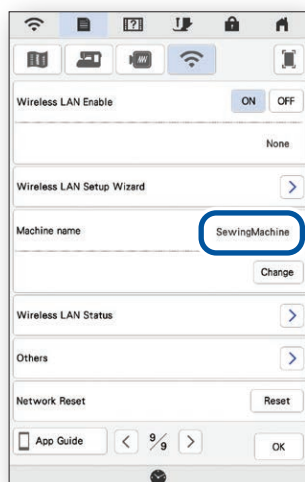 Wireless LAN Enable ON OFF
None
Wireless LAN Setup Wizard
Machine name SewingMachine
Change
Wireless LAN Status
Others
Network Reset Reset
App Guide 9/9 OK